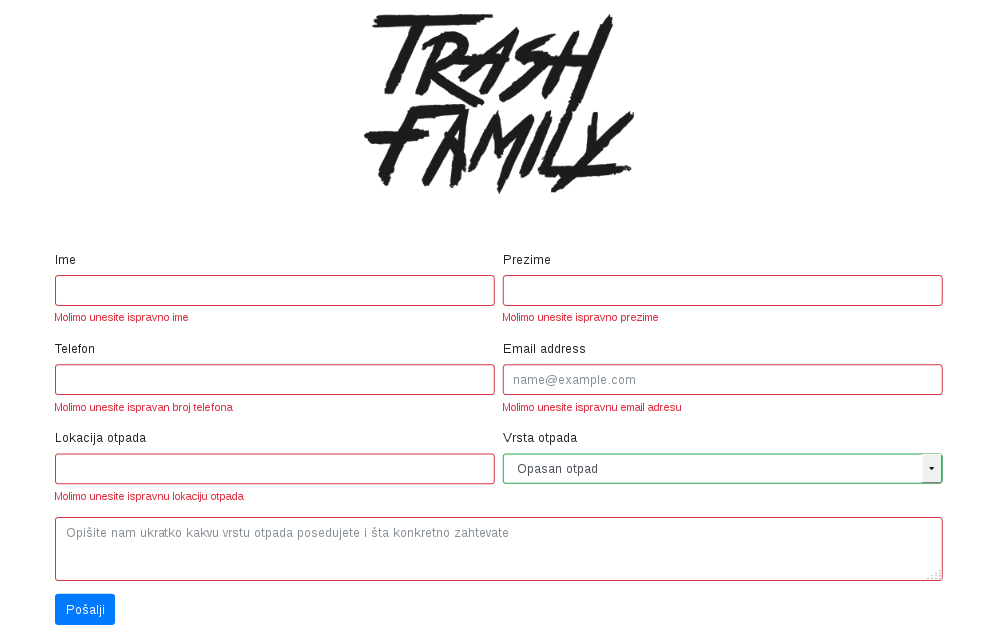 TRASH
FAMILY
Ime
Prezime
Molimo unesite ispravno ime
Molimo unesite ispravno prezime
Telefon
Email address
name@example.com
Molimo unesite ispravan broj telefona.
Molimo unesite ispravnu email adresu
Lokacija otpada
Vrsta otpada
Opasan otpad
Molimo unesite ispravnu lokaciju otpada
Opišite nam ukratko kakvu vrstu otpada posedujete i šta konkretno zahtevate
Pošalji